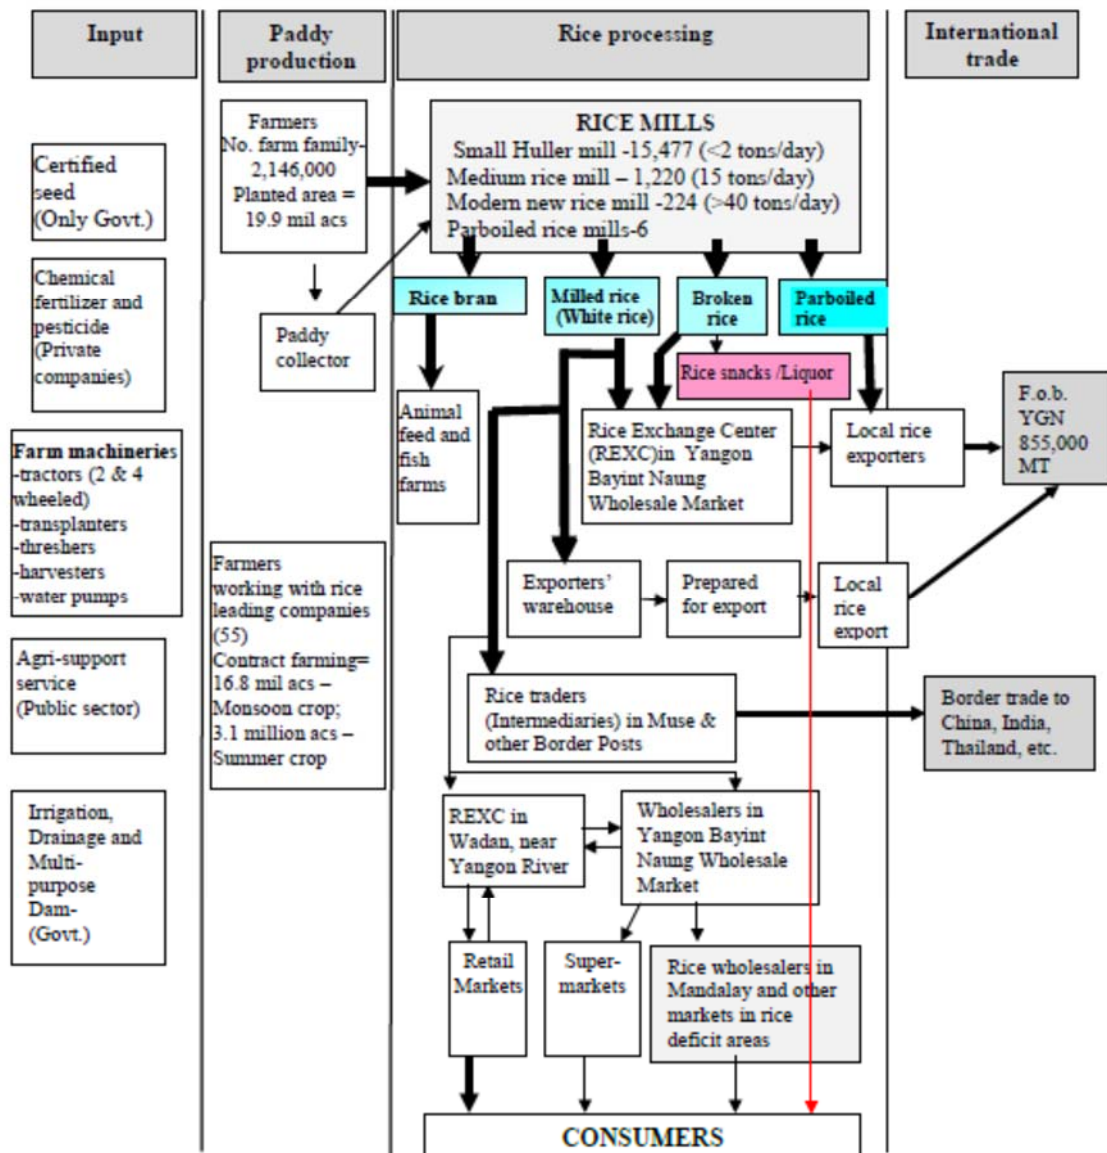 Input
Paddy
production
Rice processing
International
trade
Certified
seed
(Only Govt.)
Chemical
fertilizer and
pesticide
(Private
companies)
Farm machineries
-tractors (2 & 4
wheeled)
-transplanters
-threshers
-harvesters
-water pumps
Agri-support
service
(Public sector)
Irrigation,
Drainage and
Multi-
purpose
Dam-
(Govt.)
Farmers
No. farm family-
2,146,000
Planted area =
19.9 mil acs
Paddy
collector
Farmers
working with rice
leading companies
(55)
Contract farming=
16.8 mil acs –
Monsoon crop;
3.1 million acs –
Summer crop
RICE MILLS
Small Huller mill -15,477 (<2 tons/day)
Medium rice mill – 1,220 (15 tons/day)
Modern new rice mill -224 (>40 tons/day)
Parboiled rice mills-6
Rice bran
Milled rice
(White rice)
Broken
rice
Parboiled
rice
Rice snacks /Liquor
Animal
feed and
fish
farms
Rice Exchange Center
(REXC)in Yangon
Bayint Naung
Wholesale Market
Local rice
exporters
F.o.b.
YGN
855,000
MT
Exporters’
warehouse
Prepared
for export
Local
rice
export
Rice traders
(Intermediaries) in Muse &
other Border Posts
Border trade to
China, India,
Thailand, etc.
REXC in
Wadan, near
Yangon River
Wholesalers in
Yangon Bayint
Naung Wholesale
Market
Retail
Markets
Super-
markets
Rice wholesalers in
Mandalay and other
markets in rice
deficit areas
CONSUMERS